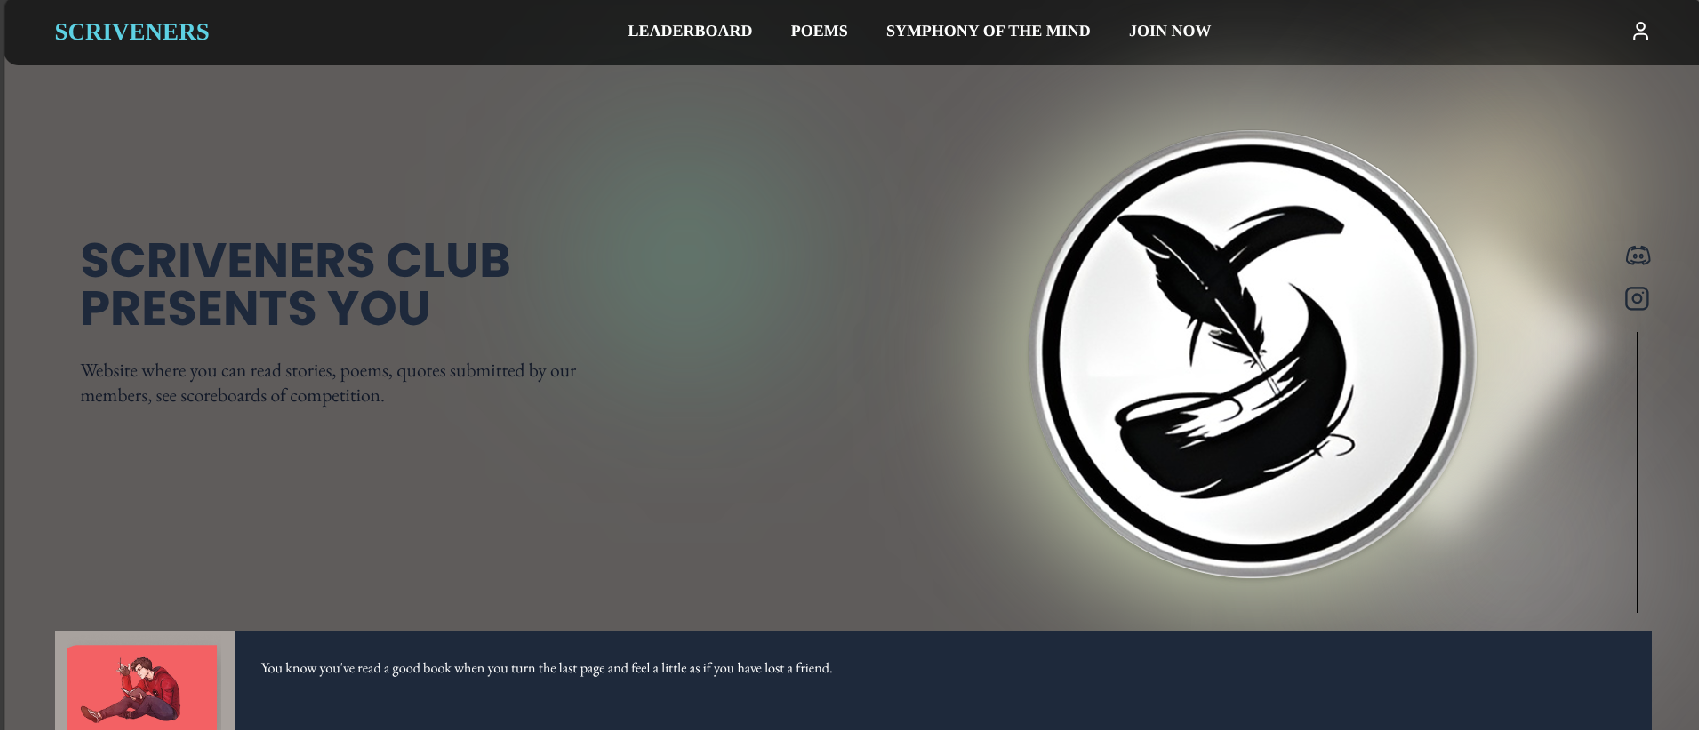 SCRIVENERS
LEADERBOARD
POEMS
SYMPHONY OF THE MIND
JOIN NOW
SCRIVENERS CLUB
PRESENTS YOU
Website where you can read stories, poems, quotes submitted by our
members, see scoreboards of competition.
You know you've read a good book when you turn the last page and feel a little as if you have lost a friend.